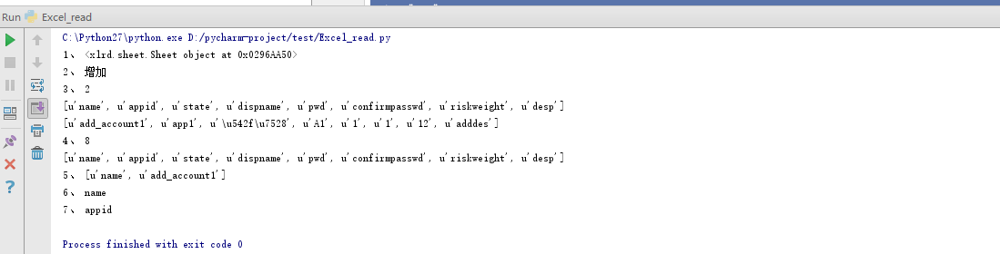 Run Excel_read
C:\Python27\python.exe D:/pycharm-project/test/Excel_read.py
1、 <xlrd.sheet.Sheet object at 0x0296AA50>
2、 增加
3、 2
[u'name', u'appid', u'state', u'dispname', u'pwd', u'confirmpasswd', u'riskweight', u'desp']
[u'add_account1', u'app1', u'\u542f\u7528', u'A1', u'1', u'1', u'12', u'adddes']
4、 8
[u'name', u'appid', u'state', u'dispname', u'pwd', u'confirmpasswd', u'riskweight', u'desp']
5、 [u'name', u'add_account1']
6、 name
7、 appid
Process finished with exit code 0